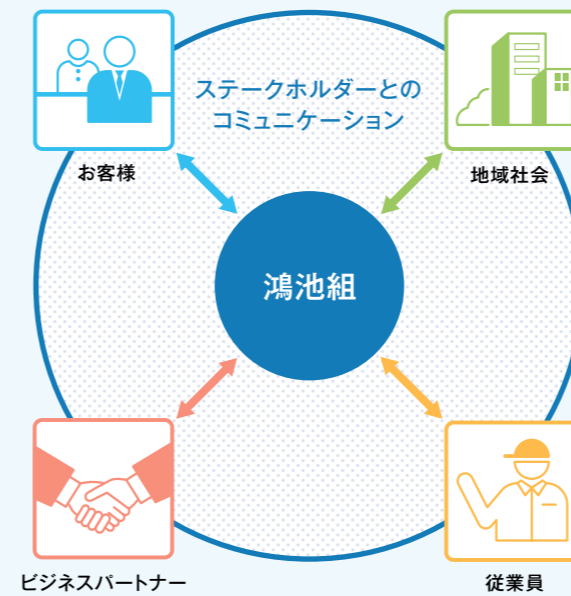 ステークホルダーとの
コミュニケーション
お客様
地域社会
鴻池組
ビジネスパートナー
従業員